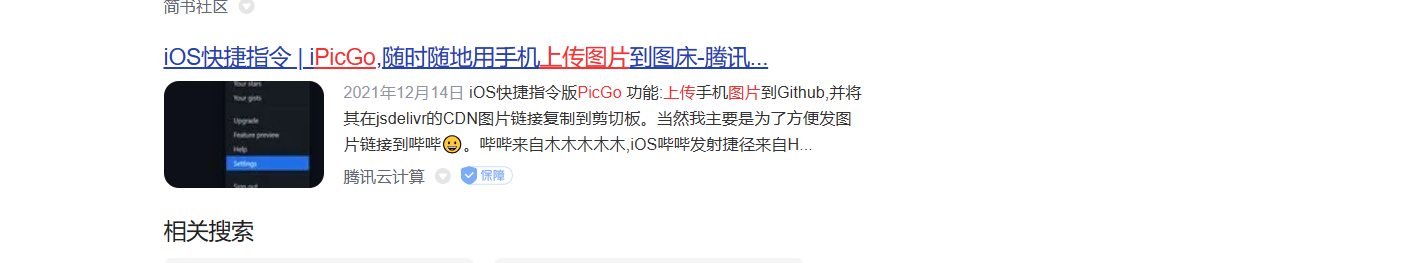 简书社区
iOS快捷指令 | iPicGo,随时随地用手机上传图片到图床-腾讯...
Your stars
Your gists
Upgrade
Feature preview
Help
Settings
Sign out
2021年12月14日 iOS快捷指令版PicGo 功能:上传手机图片到Github,并将
其在jsdelivr的CDN图片链接复制到剪切板。当然我主要是为了方便发图
片链接到哔哔😀。哔哔来自木木木木木,iOS哔哔发射捷径来自H...
腾讯云计算
保障
相关搜索